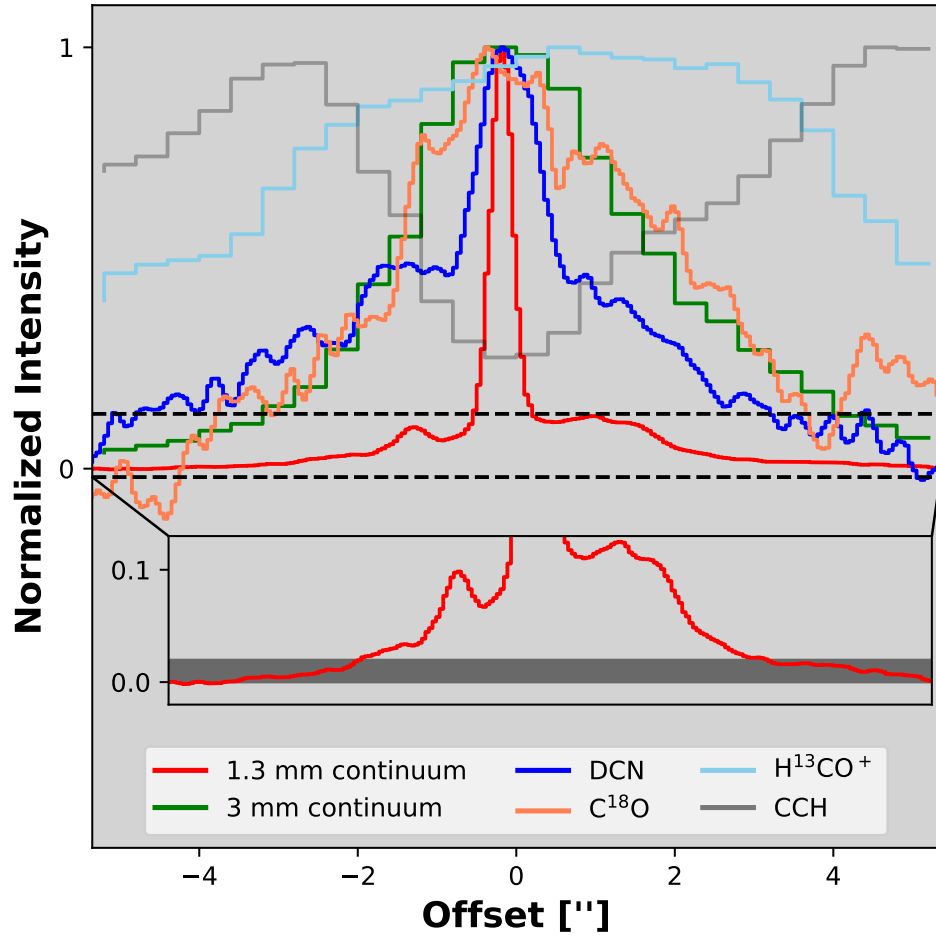 1
Normalized Intensity
0
0.1
0.0
1.3 mm continuum
3 mm continuum
DCN
C¹⁸O
H¹³CO⁺
CCH
−4
−2
0
2
4
Offset ['']